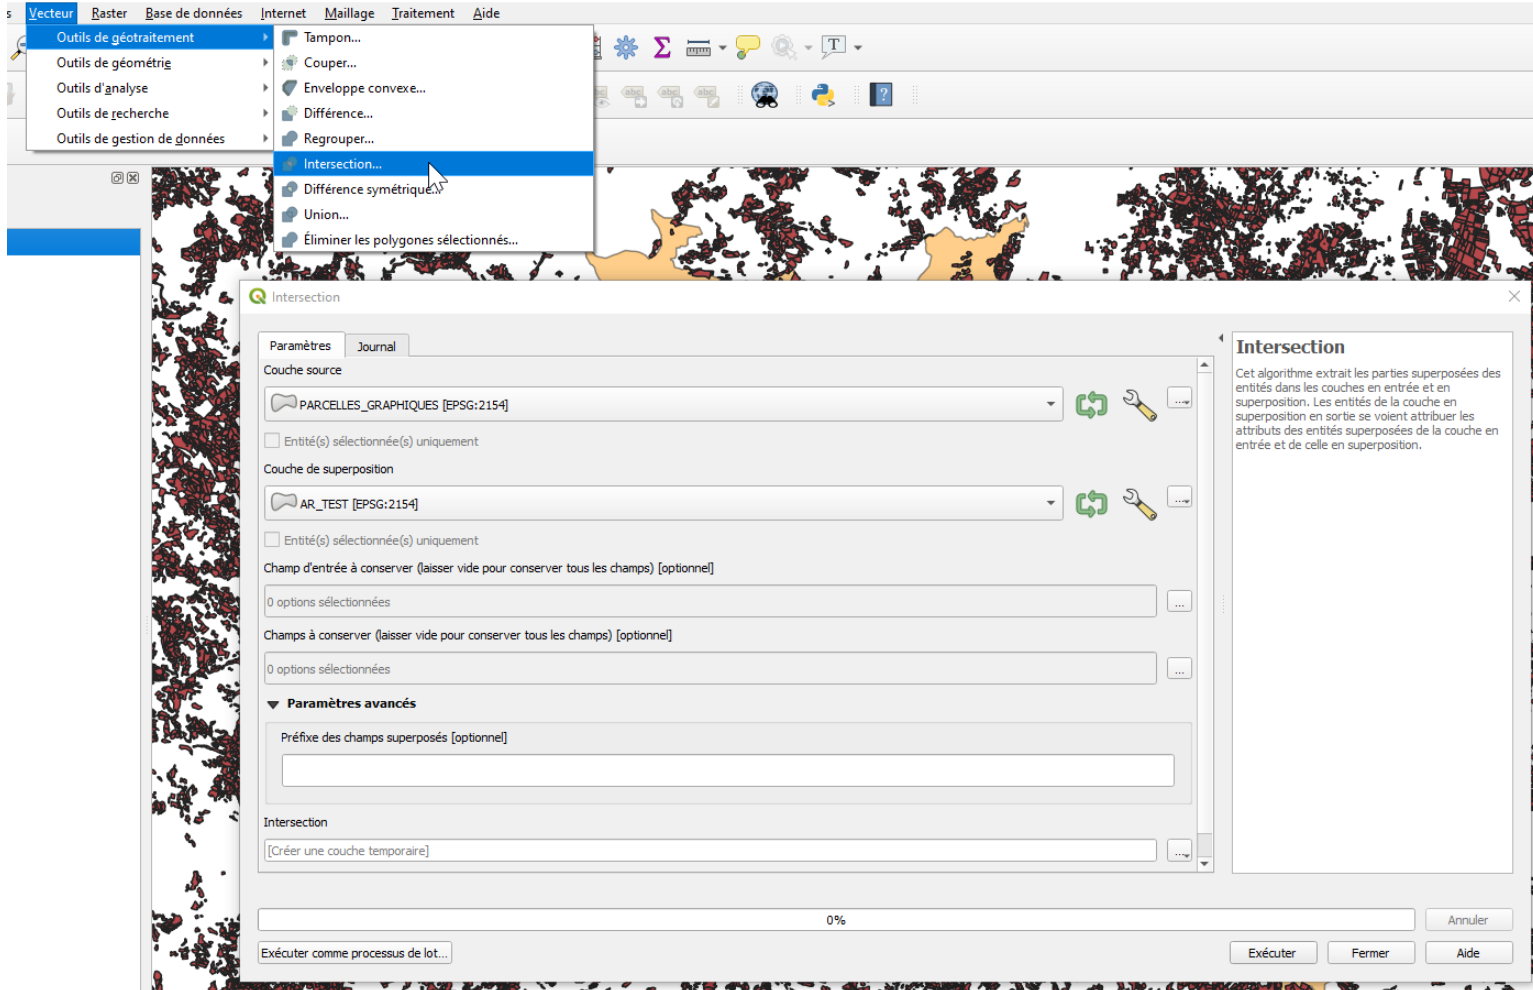 s Vecteur Raster Base de données Internet Maillage Traitement Aide
Outils de géotraitement
Outils de géométrie
Outils d'analyse
Outils de recherche
Outils de gestion de données
Tampon...
Couper...
Enveloppe convexe...
Différence...
Regrouper...
Intersection...
Différence symétrique...
Union...
Éliminer les polygones sélectionnés...
T
abc abc abc
?
Intersection
Paramètres Journal
Couche source
PARCELLES_GRAPHIQUES [EPSG:2154]
...
Entité(s) sélectionnée(s) uniquement
Couche de superposition
AR_TEST [EPSG:2154]
...
Entité(s) sélectionnée(s) uniquement
Champ d'entrée à conserver (laisser vide pour conserver tous les champs) [optionnel]
0 options sélectionnées
...
Champs à conserver (laisser vide pour conserver tous les champs) [optionnel]
0 options sélectionnées
...
Paramètres avancés
Préfixe des champs superposés [optionnel]
Intersection
[Créer une couche temporaire]
...
Intersection
Cet algorithme extrait les parties superposées des
entités dans les couches en entrée et en
superposition. Les entités de la couche en
superposition en sortie se voient attribuer les
attributs des entités superposées de la couche en
entrée et de celle en superposition.
0%
Annuler
Exécuter comme processus de lot...
Exécuter
Fermer
Aide